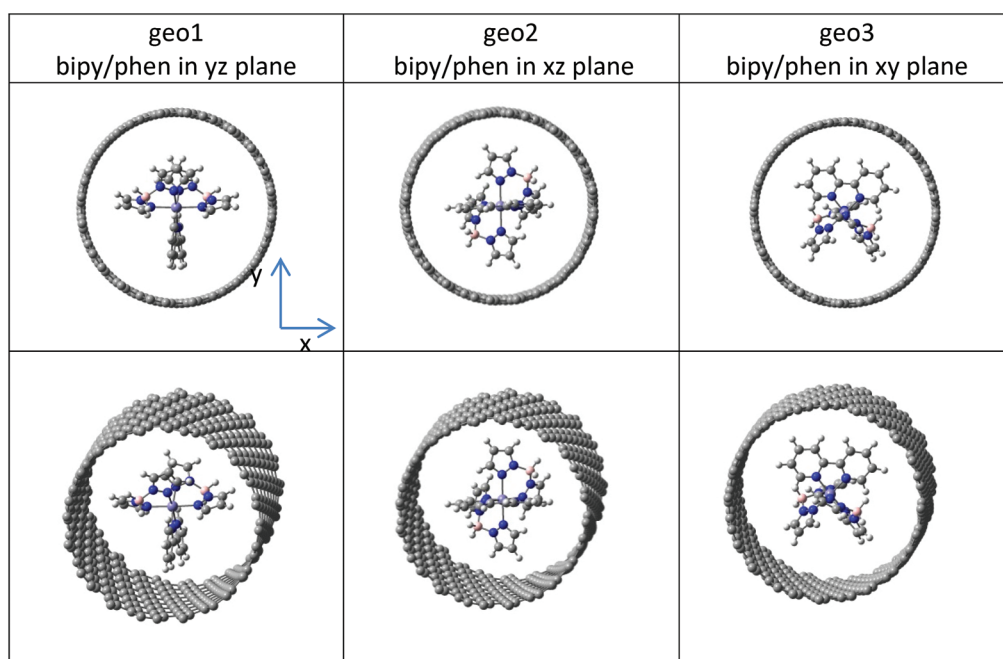 geo1
bipy/phen in yz plane
geo2
bipy/phen in xz plane
geo3
bipy/phen in xy plane
y
x